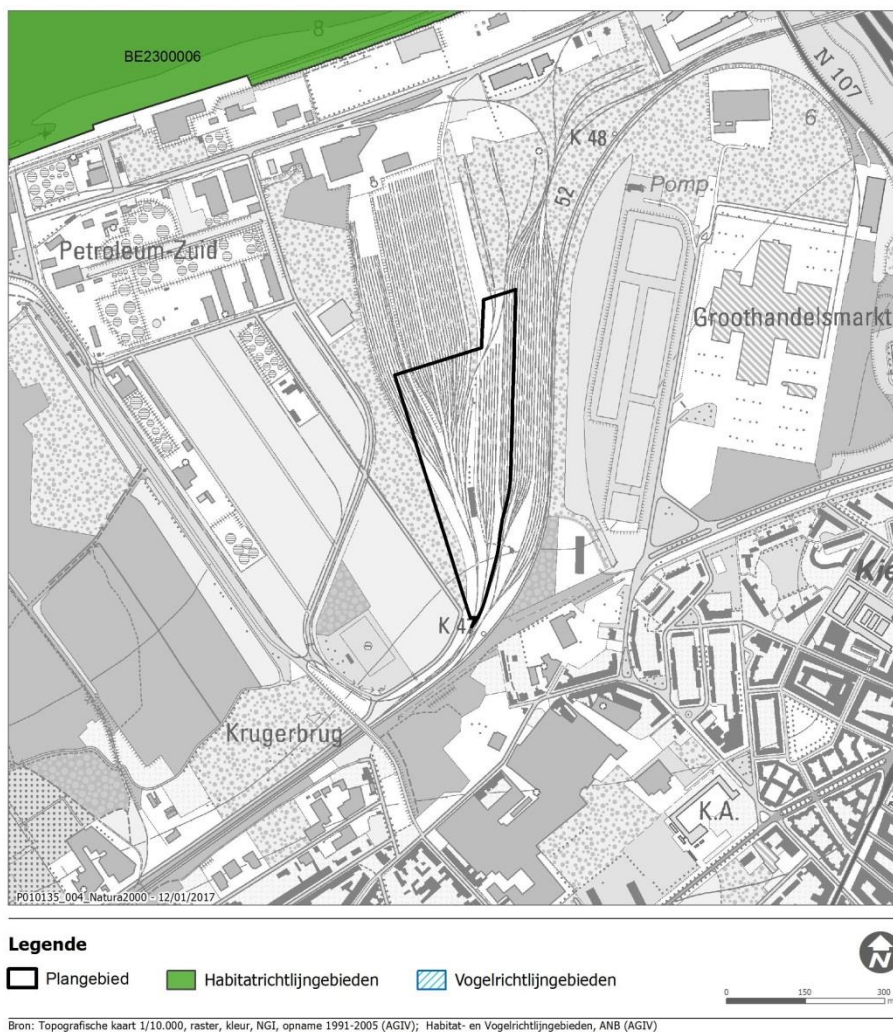 BE2300006
8
N 107
6
K 48
52
Pomp.
Petroleum-Zuid
Groothandelsmarkt
K 47
Krugerbrug
K.A.
P010135_004_Natura2000 - 12/01/2017
Legende
Plangebied Habitatrichtlijngebieden Vogelrichtlijngebieden
N
0 150 300
m
Bron: Topografische kaart 1/10.000, raster, kleur, NGI, opname 1991-2005 (AGIV); Habitat- en Vogelrichtlijngebieden, ANB (AGIV)